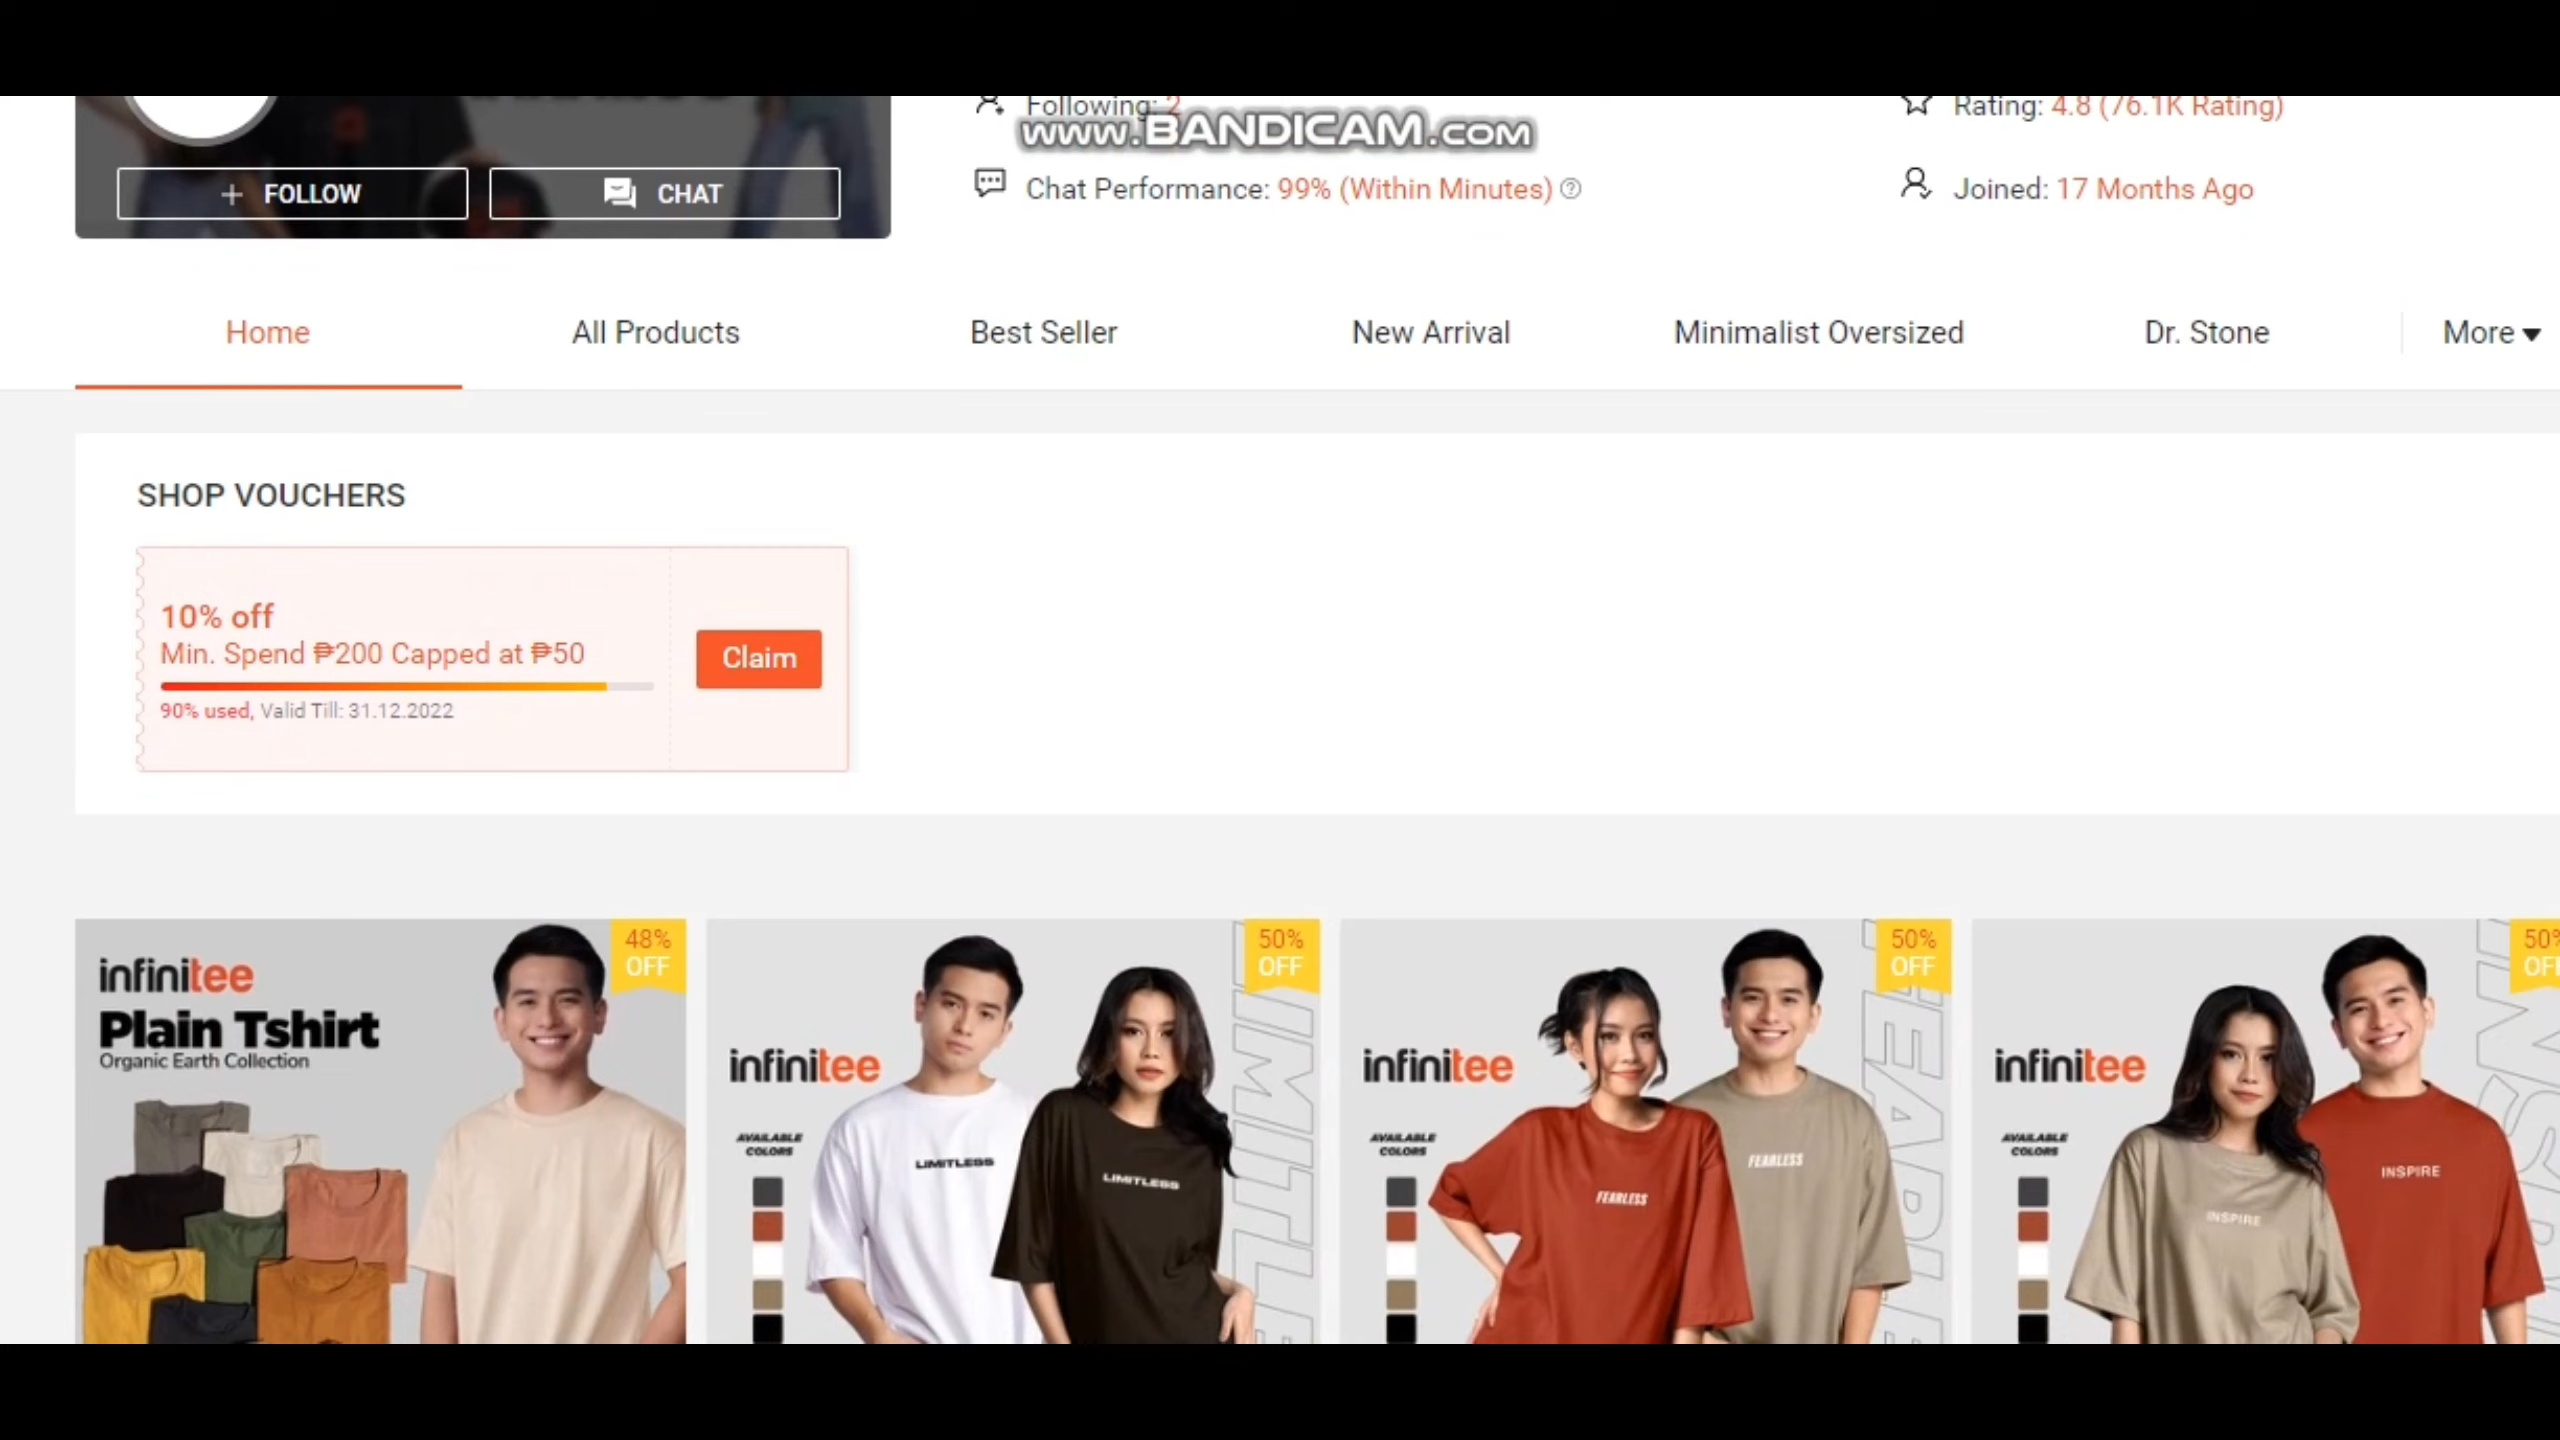 Following: 2
Rating: 4.8 (76.1K Rating)
www.BANDICAM.com
+ FOLLOW
CHAT
Chat Performance: 99% (Within Minutes)
Joined: 17 Months Ago
Home
All Products
Best Seller
New Arrival
Minimalist Oversized
Dr. Stone
More
SHOP VOUCHERS
10% off
Min. Spend ₱200 Capped at ₱50
Claim
90% used, Valid Till: 31.12.2022
48%
OFF
infinitee
Plain Tshirt
Organic Earth Collection
50%
OFF
infinitee
AVAILABLE
COLORS
LIMITLESS
LIMITLESS
50%
OFF
infinitee
AVAILABLE
COLORS
FEARLESS
FEARLESS
50%
infinitee
AVAILABLE
COLORS
INSPIRE
INSPIRE